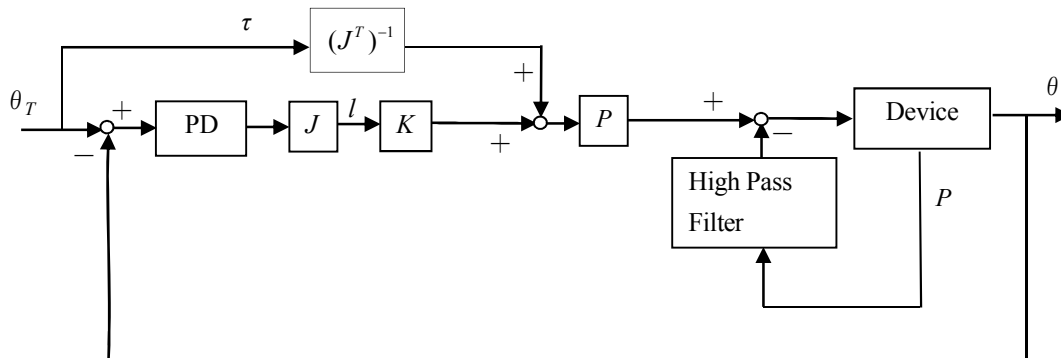 τ
(J^T)^{-1}
+
θ_T
+
PD
J
l
K
+
P
+
Device
θ
−
−
High Pass
Filter
P